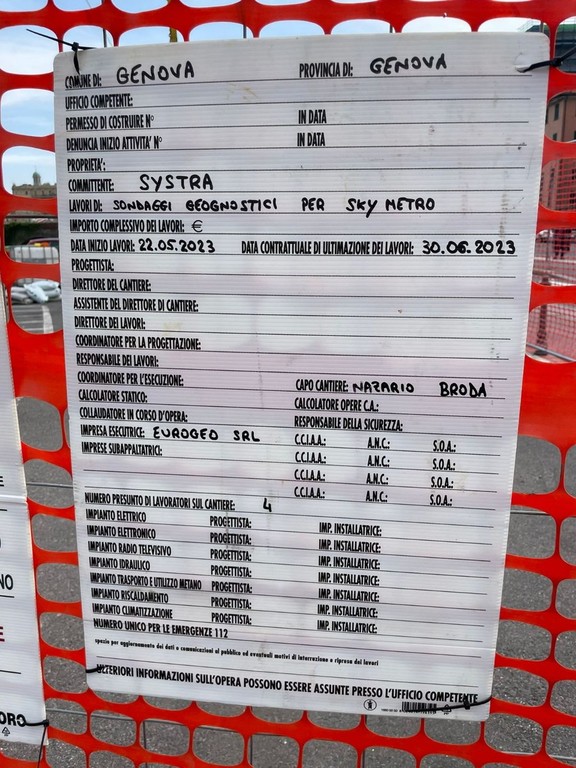 COMUNE DI: GENOVA PROVINCIA DI: GENOVA
UFFICIO COMPETENTE:
PERMESSO DI COSTRUIRE N° IN DATA
DENUNCIA INIZIO ATTIVITA' N° IN DATA
PROPRIETA':
COMMITTENTE: SYSTRA
LAVORI DI: SONDAGGI GEOGNOSTICI PER SKY METRO
IMPORTO COMPLESSIVO DEI LAVORI: €
DATA INIZIO LAVORI: 22.05.2023 DATA CONTRATTUALE DI ULTIMAZIONE DEI LAVORI: 30.06.2023
PROGETTISTA:
DIRETTORE DEL CANTIERE:
ASSISTENTE DEL DIRETTORE DI CANTIERE:
DIRETTORE DEI LAVORI:
COORDINATORE PER LA PROGETTAZIONE:
RESPONSABILE DEI LAVORI:
COORDINATORE PER L'ESECUZIONE: CAPO CANTIERE: NAZARIO BRODA
CALCOLATORE STATICO: CALCOLATORE OPERE C.A.:
COLLAUDATORE IN CORSO D'OPERA: RESPONSABILE DELLA SICUREZZA:
IMPRESA ESECUTRICE: EUROGEO SRL C.C.I.A.A.: A.N.C.: S.O.A.:
IMPRESE SUBAPPALTATRICI: C.C.I.A.A.: A.N.C.: S.O.A.:
C.C.I.A.A.: A.N.C.: S.O.A.:
C.C.I.A.A.: A.N.C.: S.O.A.:
NUMERO PRESUNTO DI LAVORATORI SUL CANTIERE: 4
IMPIANTO ELETTRICO PROGETTISTA: IMP. INSTALLATRICE:
IMPIANTO ELETTRONICO PROGETTISTA: IMP. INSTALLATRICE:
IMPIANTO RADIO TELEVISIVO PROGETTISTA: IMP. INSTALLATRICE:
IMPIANTO IDRAULICO PROGETTISTA: IMP. INSTALLATRICE:
IMPIANTO TRASPORTO E UTILIZZO METANO PROGETTISTA: IMP. INSTALLATRICE:
IMPIANTO RISCALDAMENTO PROGETTISTA: IMP. INSTALLATRICE:
IMPIANTO CLIMATIZZAZIONE PROGETTISTA: IMP. INSTALLATRICE:
NUMERO UNICO PER LE EMERGENZE 112
spazio per aggiornamento dei dati e comunicazioni al pubblico ed eventuali motivi di interruzione e ripresa dei lavori
ULTERIORI INFORMAZIONI SULL'OPERA POSSONO ESSERE ASSUNTE PRESSO L'UFFICIO COMPETENTE